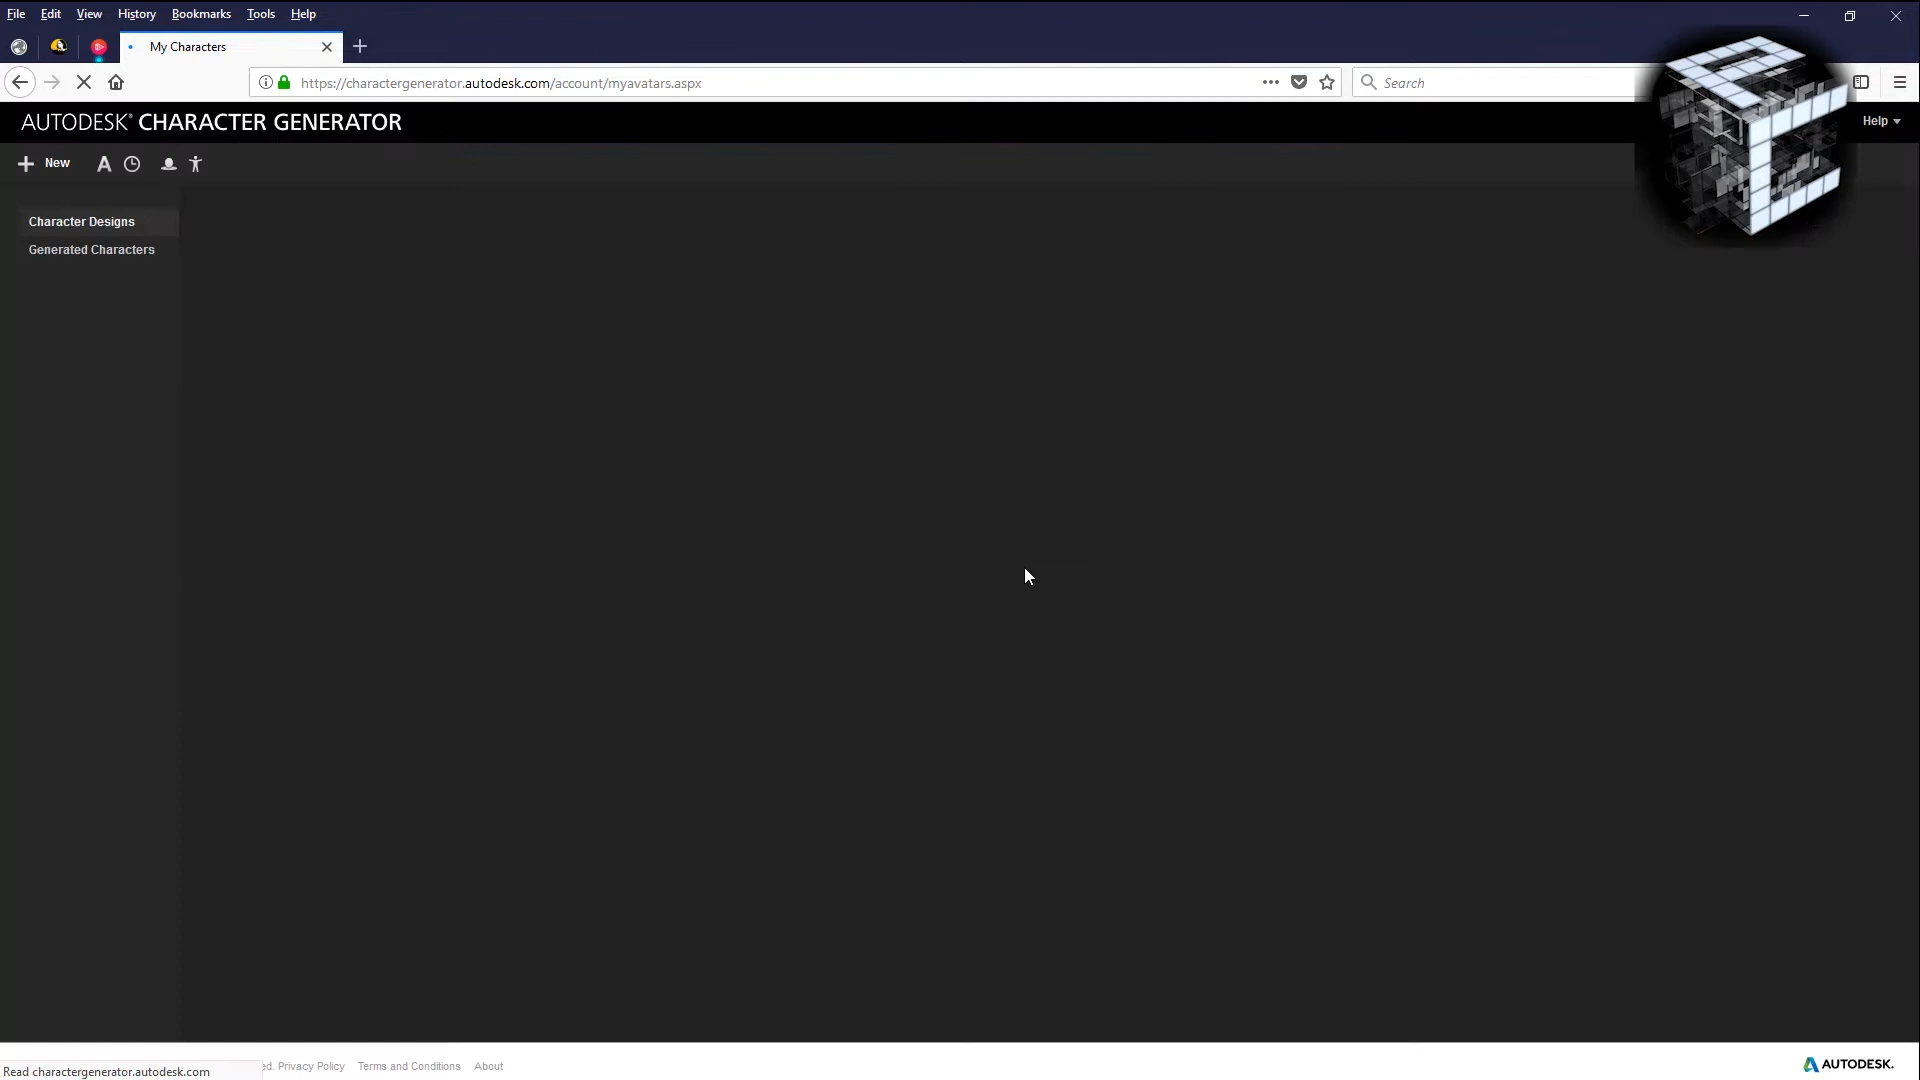 File Edit View History Bookmarks Tools Help
My Characters
https://charactergenerator.autodesk.com/account/myavatars.aspx
Search
AUTODESK® CHARACTER GENERATOR
Help
New
Character Designs
Generated Characters
ed. Privacy Policy Terms and Conditions About
Read charactergenerator.autodesk.com
AUTODESK.